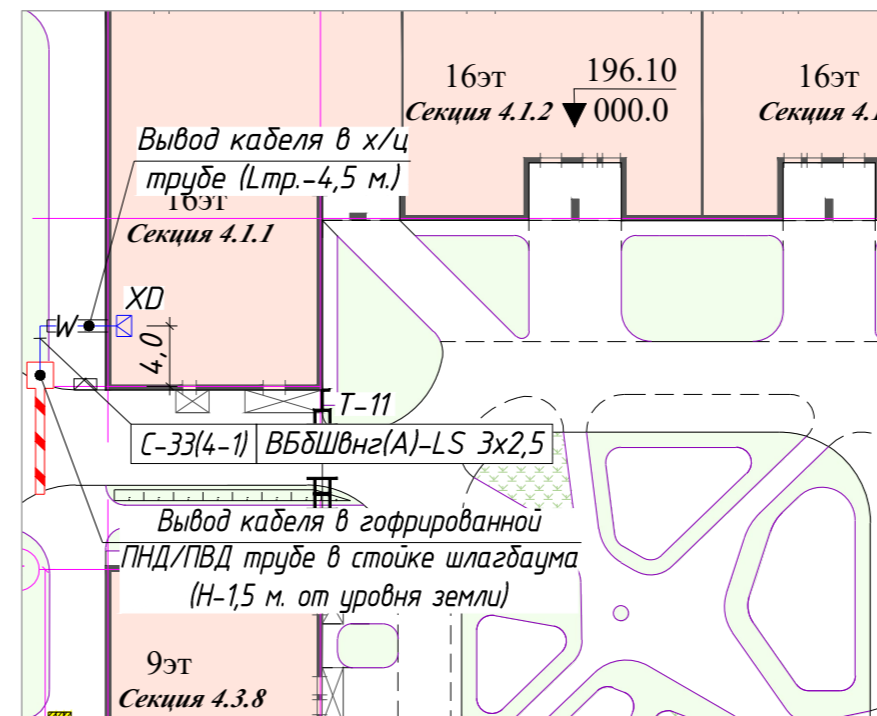 16эт
Секция 4.1.2
196.10
000.0
16эт
Секция 4.1
Вывод кабеля в х/ц
трубе (Lтр.-4,5 м.)
16эт
Секция 4.1.1
W
XD
4,0
Т-11
С-33(4-1) ВБбШвнг(А)-LS 3х2,5
Вывод кабеля в гофрированной
ПНД/ПВД трубе в стойке шлагбаума
(Н-1,5 м. от уровня земли)
9эт
Секция 4.3.8